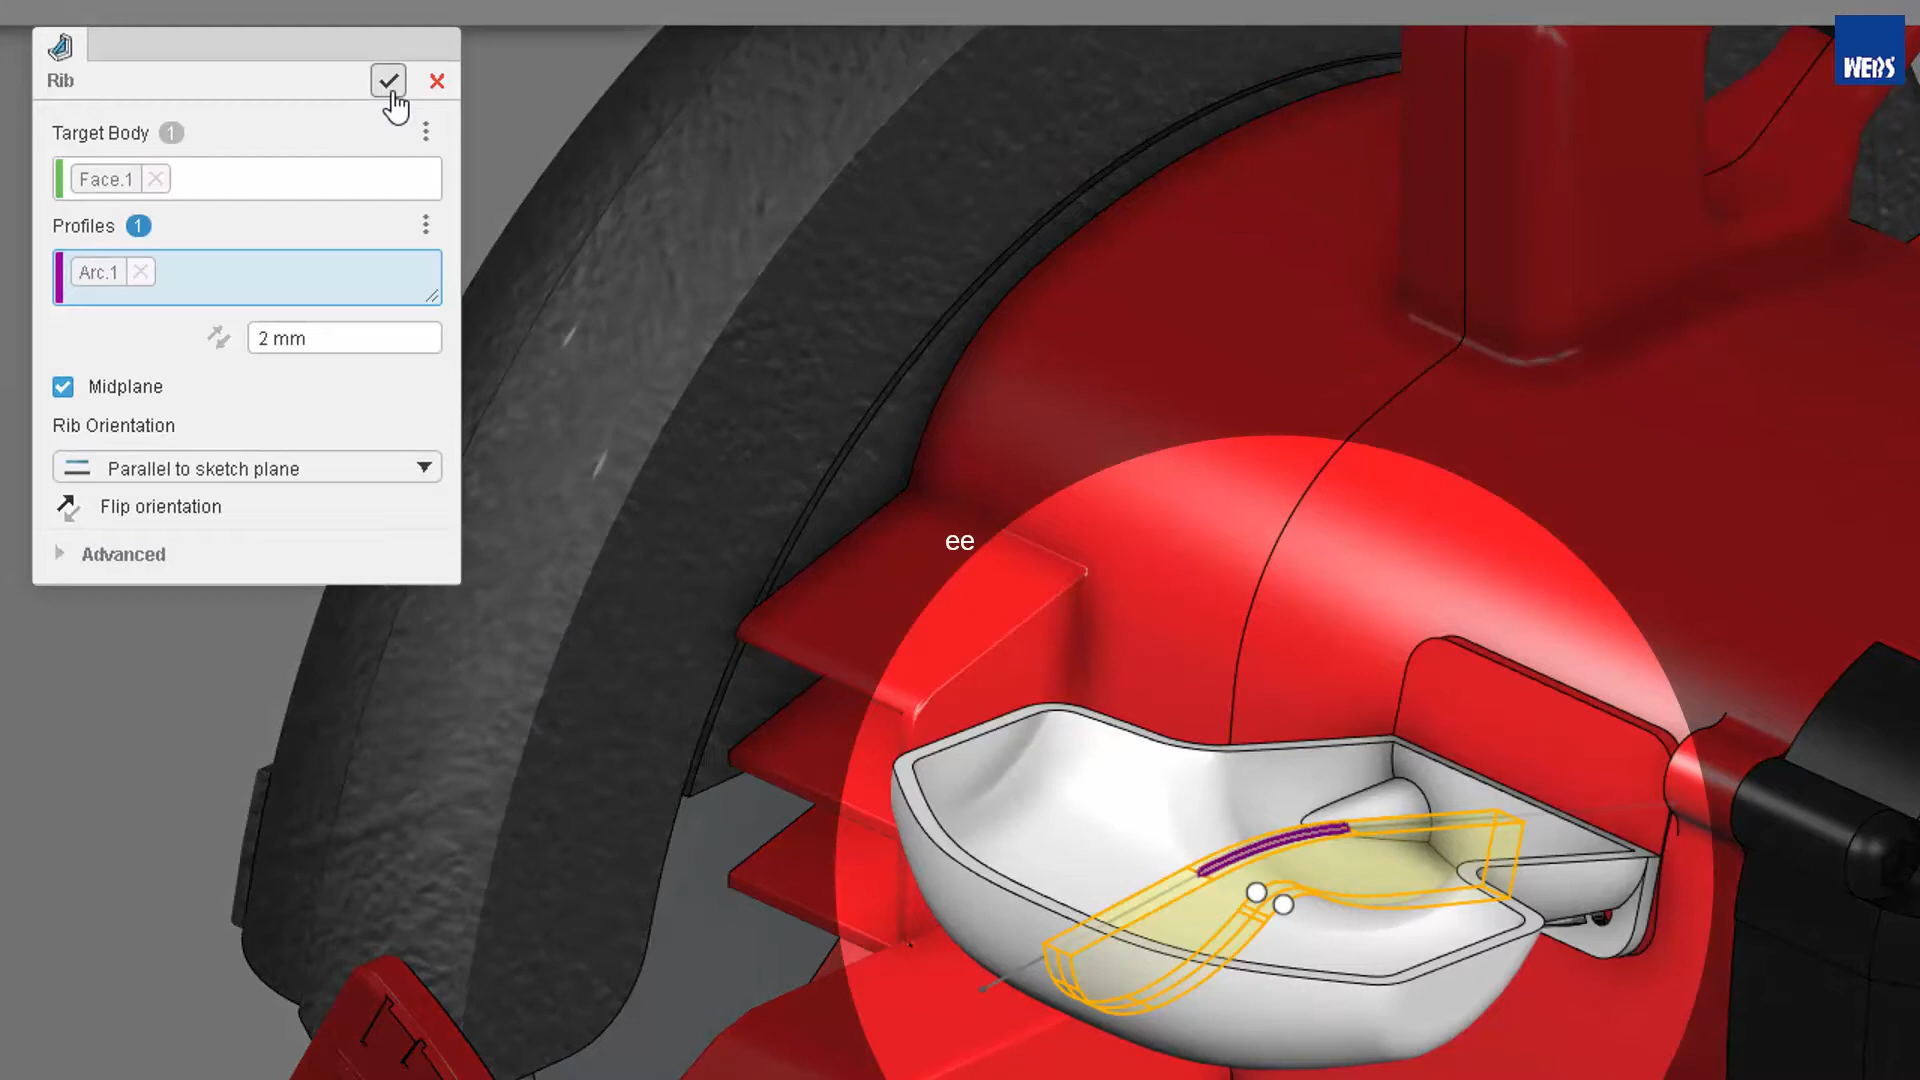 Rib
Target Body 1
Face.1
Profiles 1
Arc.1
2 mm
Midplane
Rib Orientation
Parallel to sketch plane
Flip orientation
Advanced
ee
WEDS